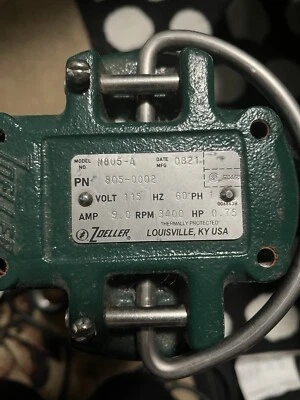 MODEL NO. N805-A DATE MFG 0821
PN 805-0002
VOLT 115 HZ 60 PH 1
AMP 9.0 RPM 3400 HP 0.75
THERMALLY PROTECTED
ZOELLER LOUISVILLE, KY USA